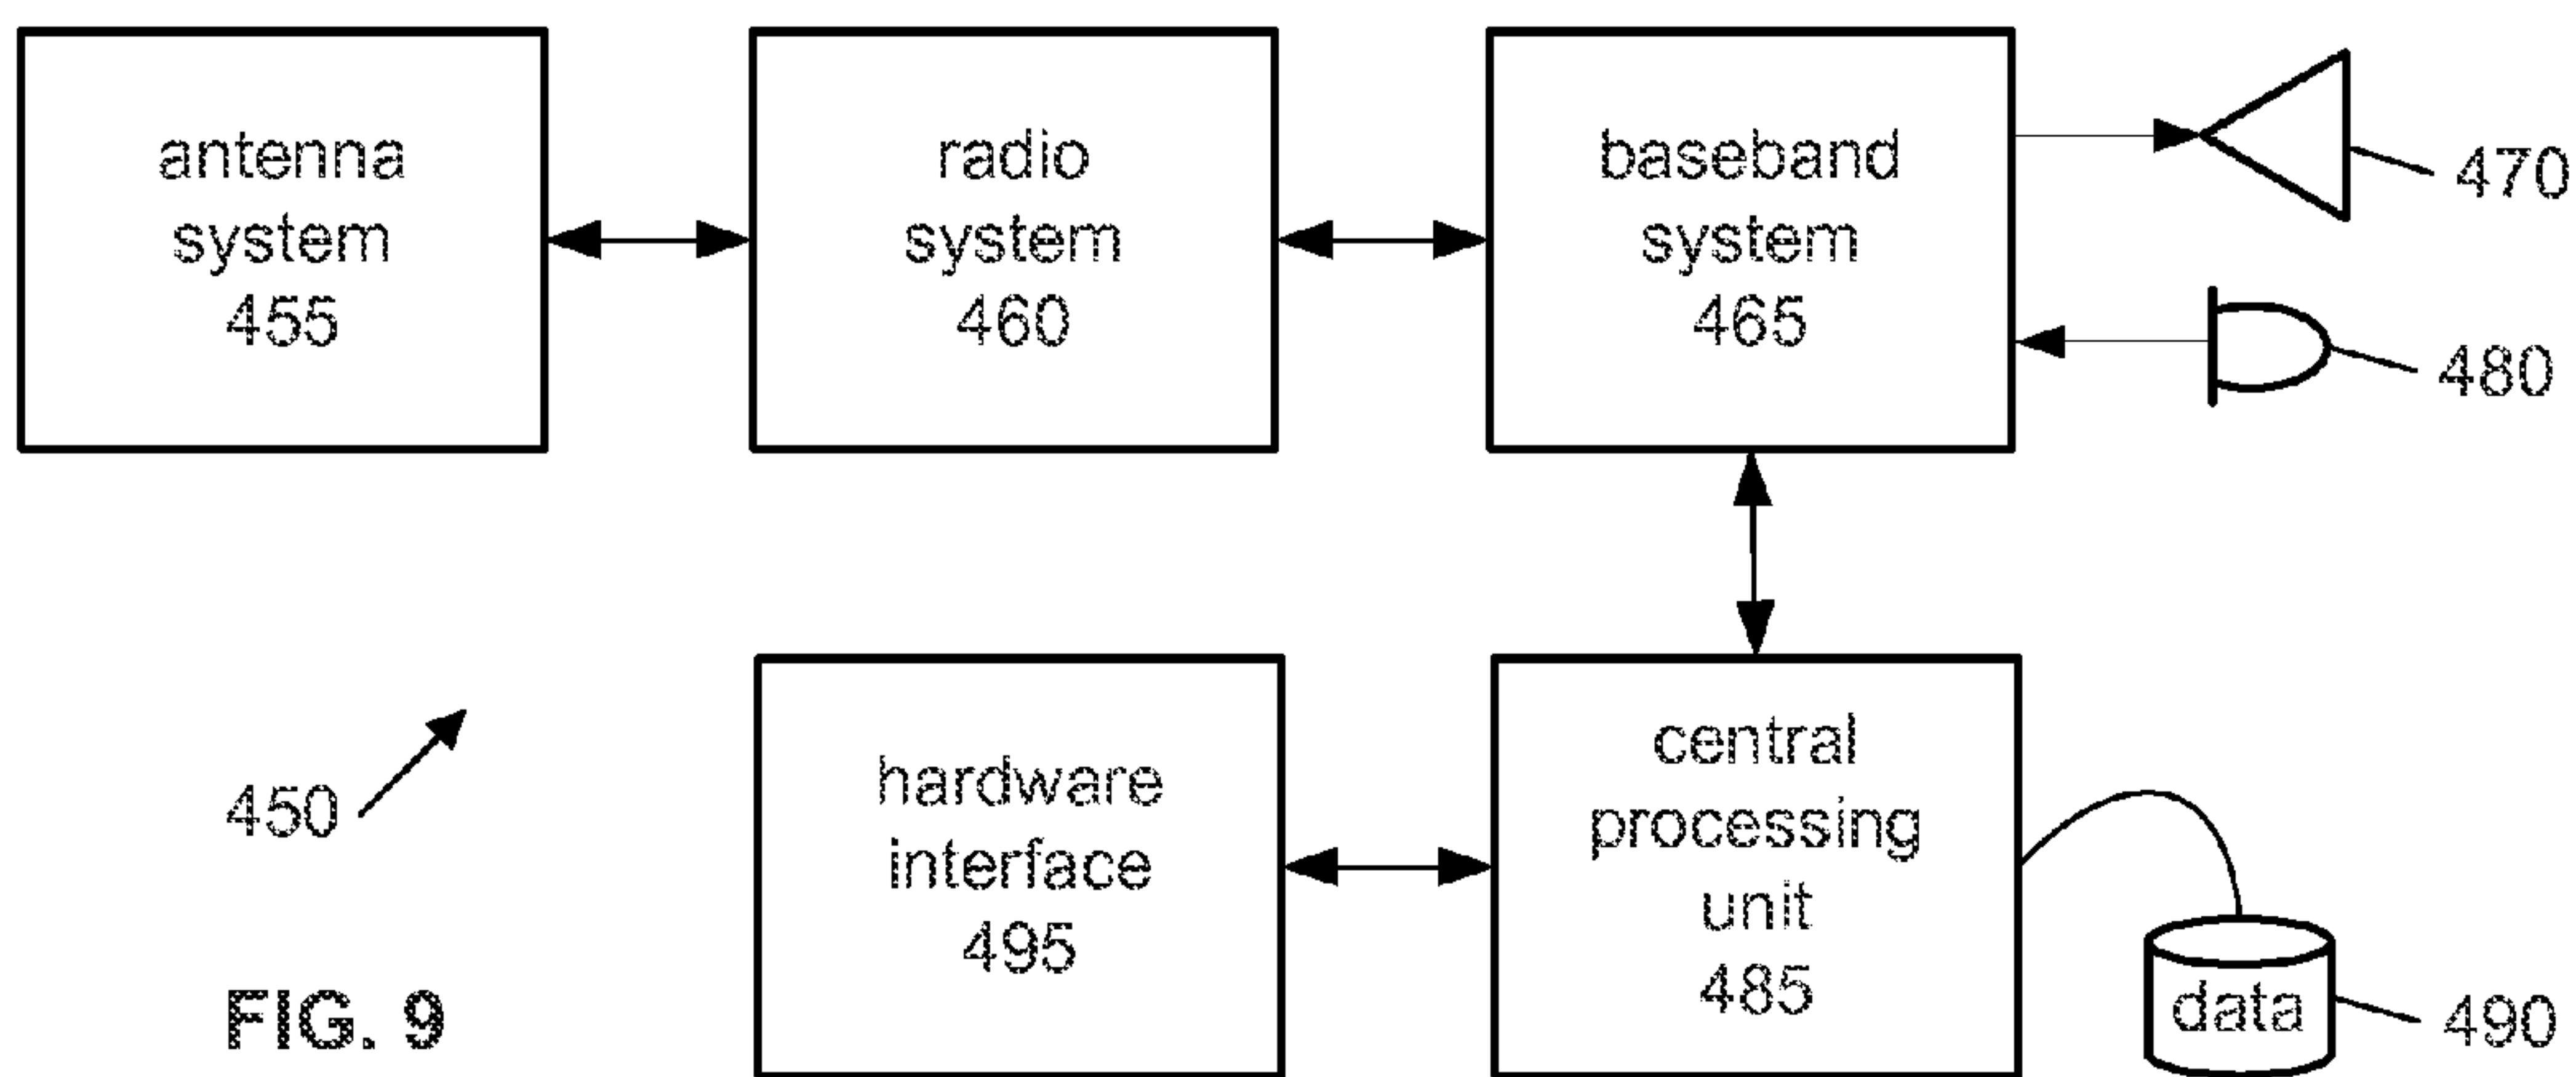 antenna
system
455
radio
system
460
baseband
system
465
470
480
hardware
interface
495
central
processing
unit
485
data
490
450
FIG. 9